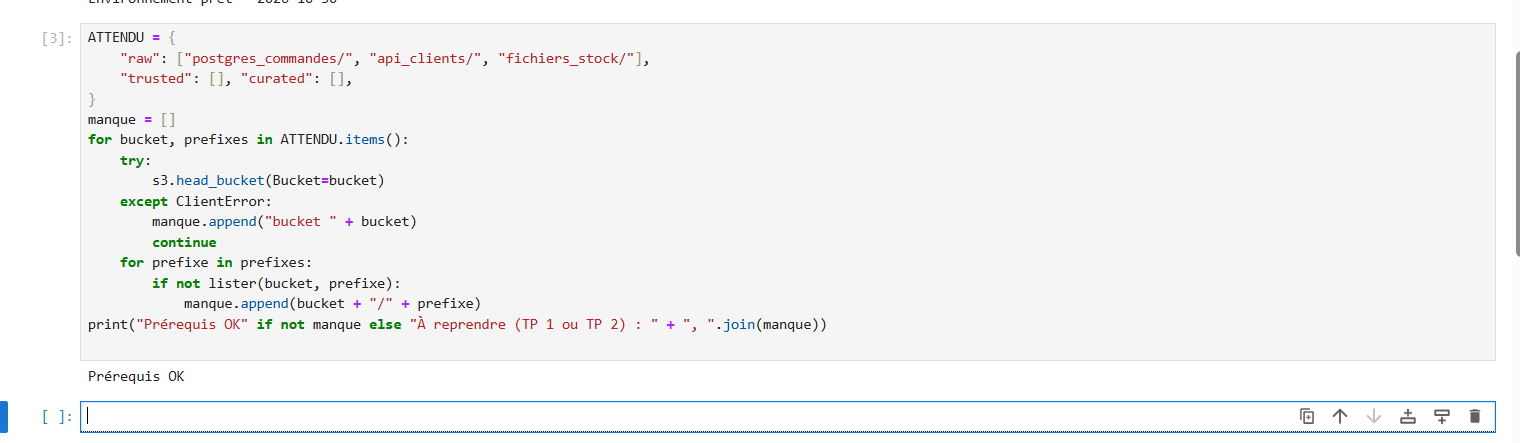 [3]: ATTENDU = {
    "raw": ["postgres_commandes/", "api_clients/", "fichiers_stock/"],
    "trusted": [], "curated": [],
}
manque = []
for bucket, prefixes in ATTENDU.items():
    try:
        s3.head_bucket(Bucket=bucket)
    except ClientError:
        manque.append("bucket " + bucket)
        continue
    for prefixe in prefixes:
        if not lister(bucket, prefixe):
            manque.append(bucket + "/" + prefixe)
print("Prérequis OK" if not manque else "À reprendre (TP 1 ou TP 2) : " + ", ".join(manque))
Prérequis OK
[ ]: